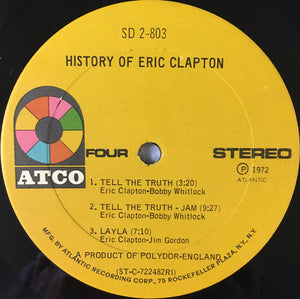 SD 2-803
HISTORY OF ERIC CLAPTON
ATCO
FOUR
STEREO
Ⓟ 1972
ATLANTIC
1. TELL THE TRUTH (3:20)
Eric Clapton-Bobby Whitlock
2. TELL THE TRUTH - JAM (9:27)
Eric Clapton-Bobby Whitlock
3. LAYLA (7:10)
Eric Clapton-Jim Gordon
A PRODUCT OF POLYDOR-ENGLAND
(ST-C-722482RI)
MFG. BY ATLANTIC RECORDING CORP., 75 ROCKEFELLER PLAZA, N.Y., N.Y.